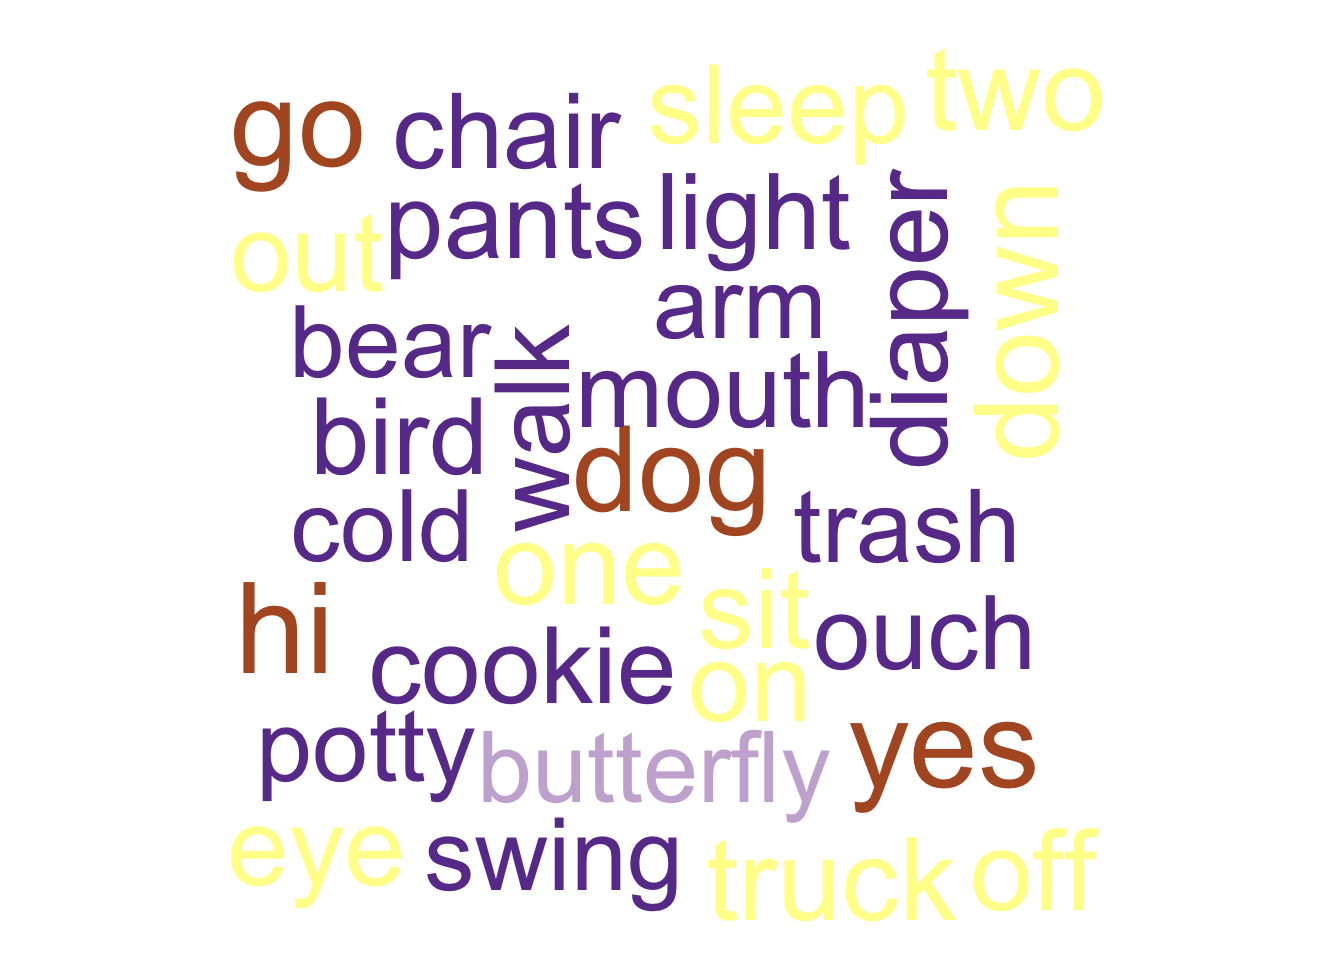 go chair sleep two
out pants light diaper down
bear walk arm
bird mouth
cold dog trash
one
hi sit ouch
cookie on
potty butterfly yes
eye swing truck off